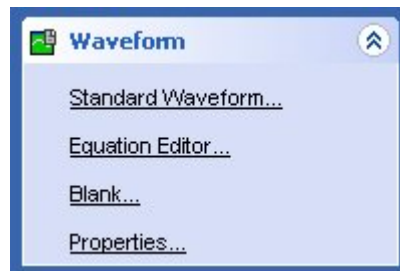 Waveform
Standard Waveform...
Equation Editor...
Blank...
Properties...